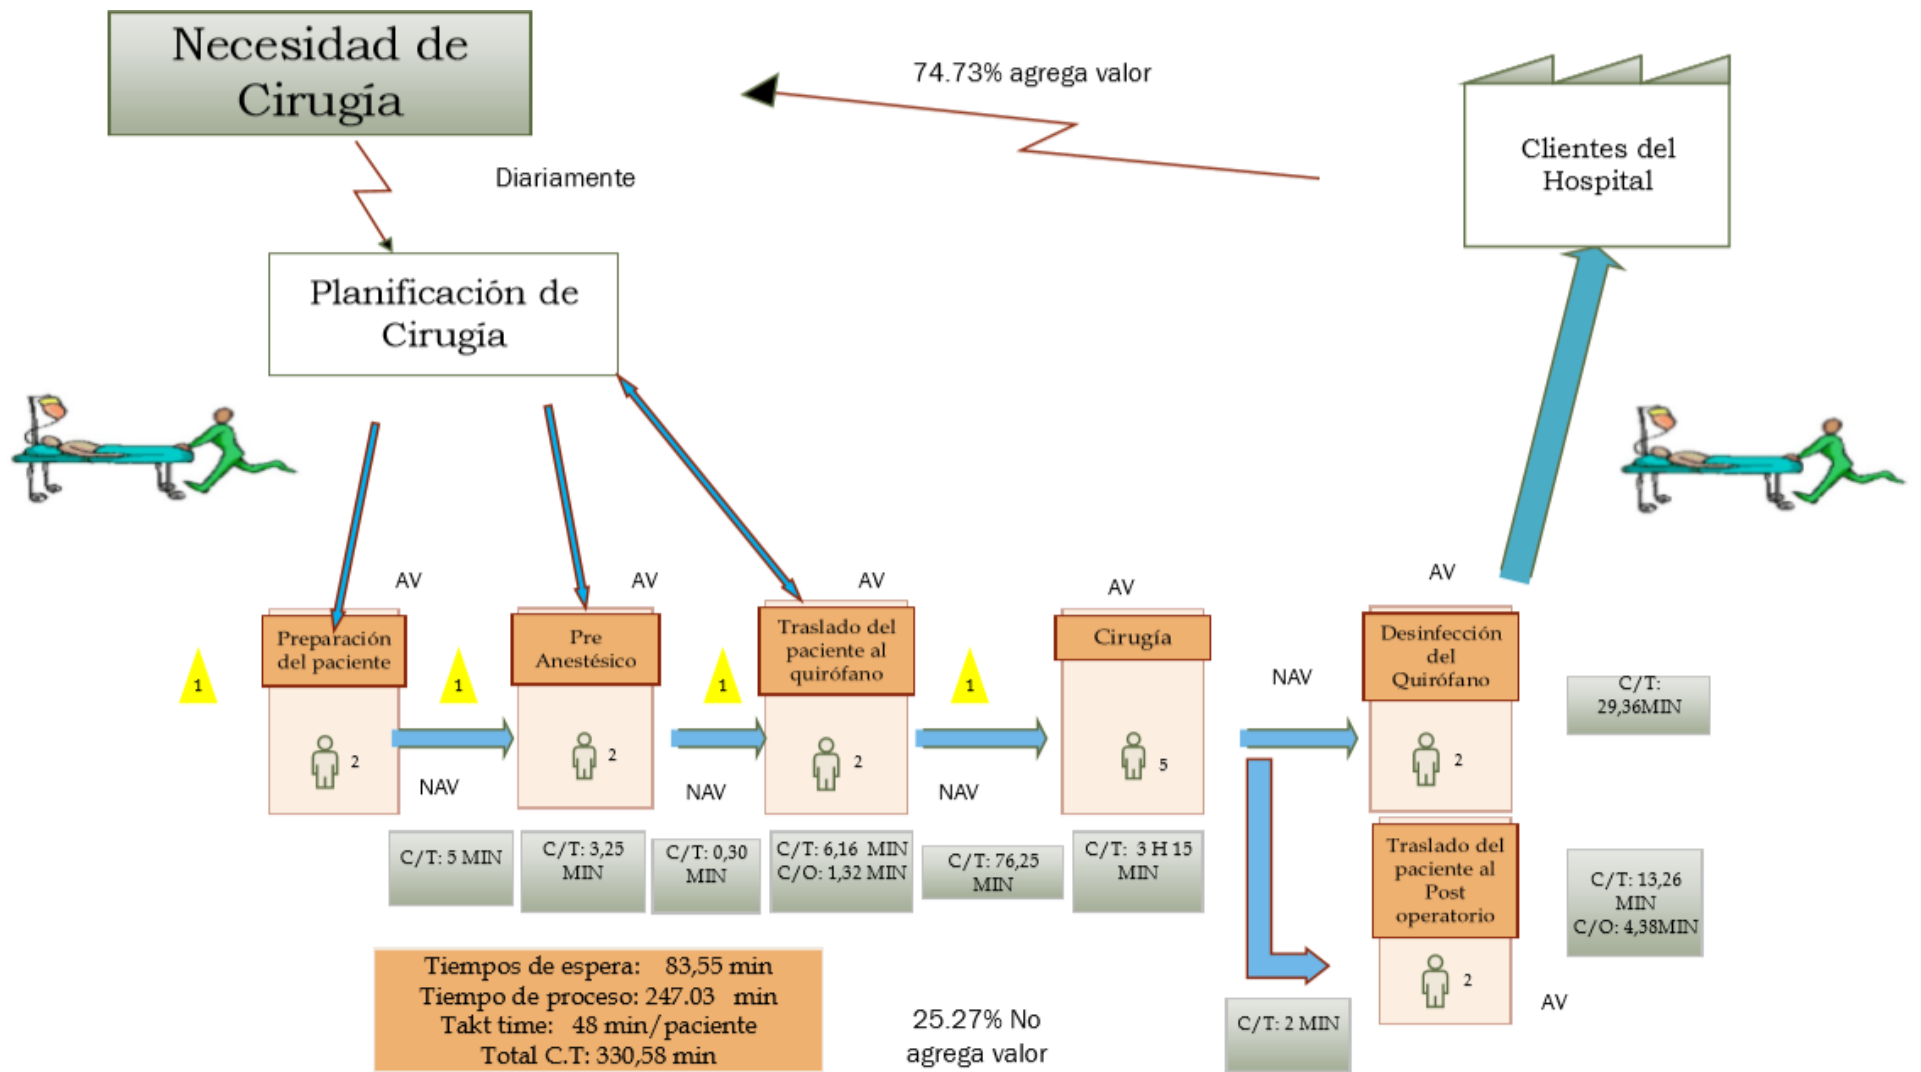 Necesidad de
Cirugía
74.73% agrega valor
Clientes del
Hospital
Diariamente
Planificación de
Cirugía
AV
AV
AV
AV
AV
Preparación
del paciente
Pre
Anestésico
Traslado del
paciente al
quirófano
Cirugía
Desinfección
del
Quirófano
1
1
1
1
NAV
C/T:
29,36MIN
2
2
2
5
2
NAV
NAV
NAV
C/T: 5 MIN
C/T: 3,25
MIN
C/T: 0,30
MIN
C/T: 6,16 MIN
C/O: 1,32 MIN
C/T: 76,25
MIN
C/T: 3 H 15
MIN
Traslado del
paciente al
Post
operatorio
C/T: 13,26
MIN
C/O: 4,38MIN
2
AV
C/T: 2 MIN
Tiempos de espera: 83,55 min
Tiempo de proceso: 247.03 min
Takt time: 48 min/paciente
Total C.T: 330,58 min
25.27% No
agrega valor